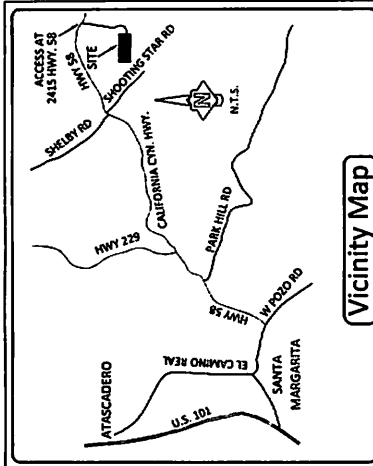 ACCESS AT
2415 HWY. 58
HWY 58
SITE
SHOOTING STAR RD
SHELBY RD
CALIFORNIA CYN. HWY.
N
N.T.S.
HWY 229
PARK HILL RD
HWY 58
W POZO RD
ATASCADERO
EL CAMINO REAL
U.S. 101
SANTA
MARGARITA
Vicinity Map